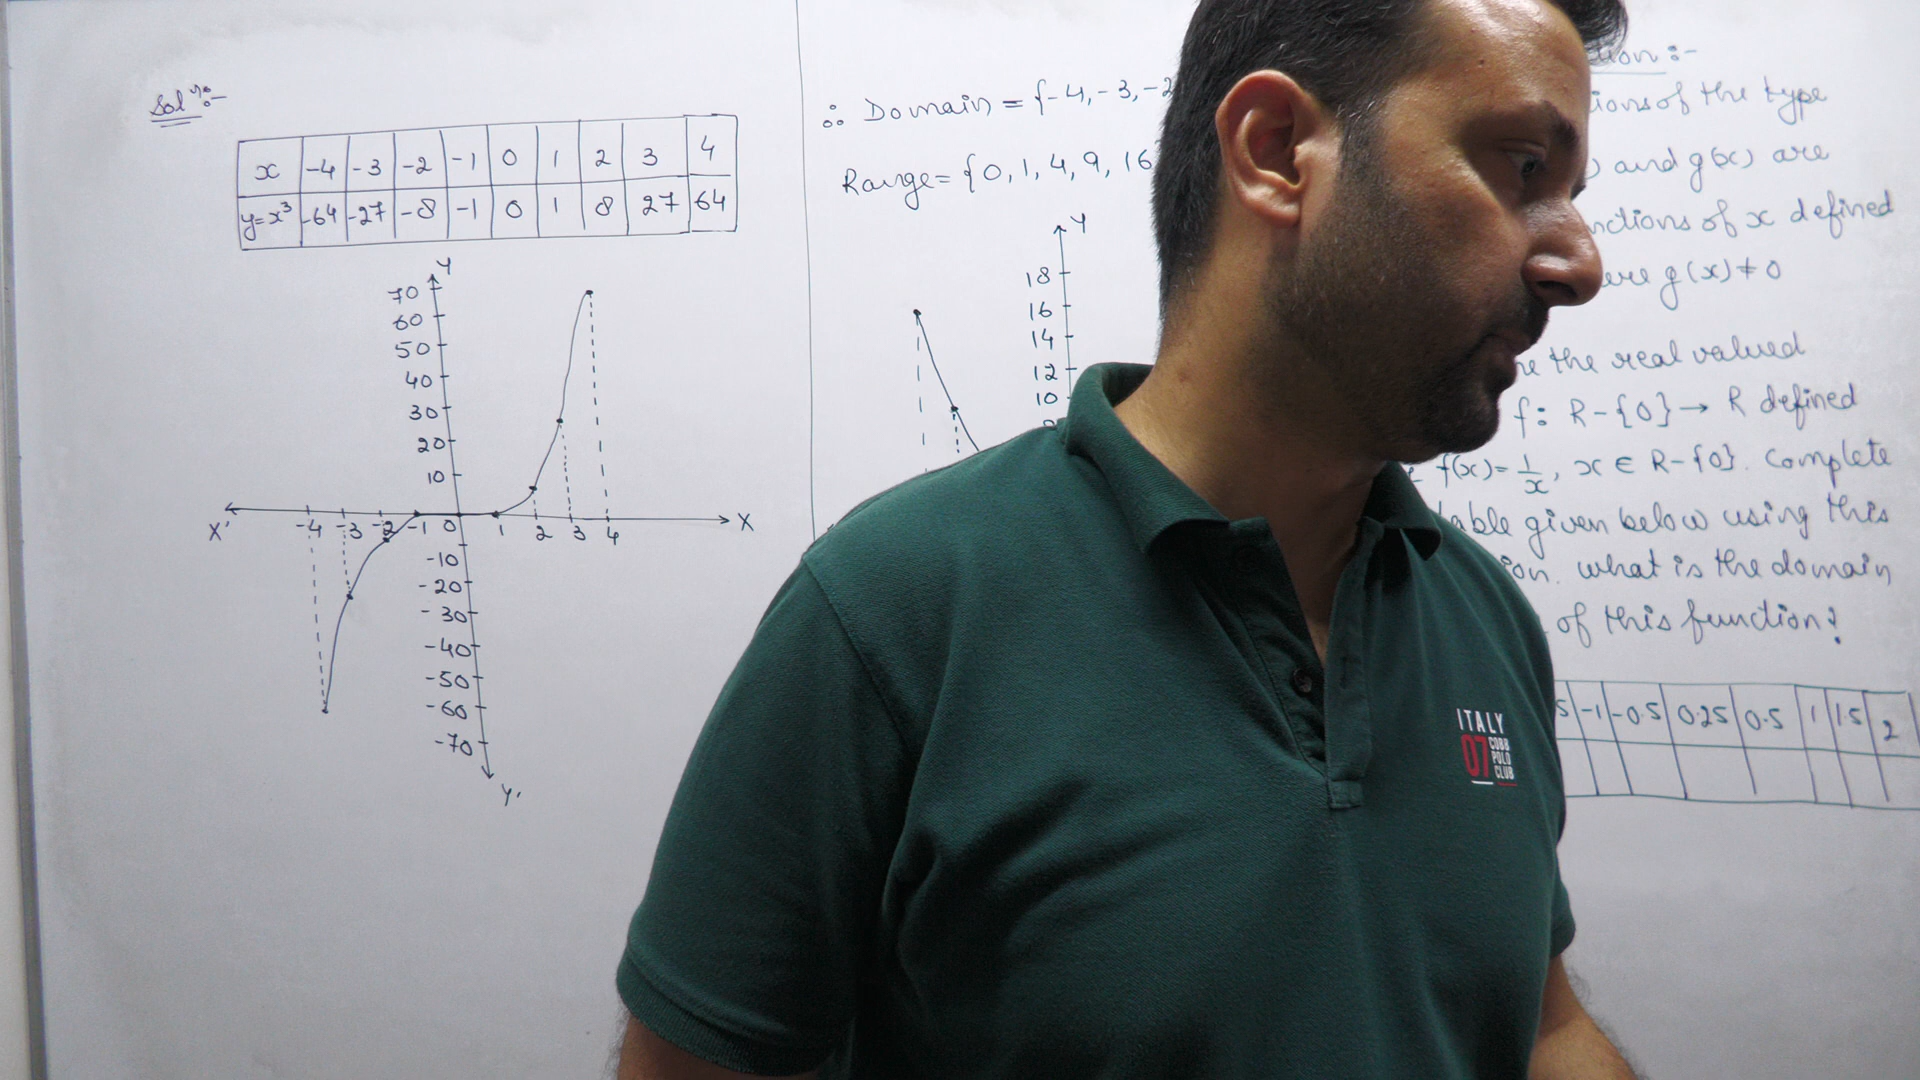 Solⁿ:-
x -4 -3 -2 -1 0 1 2 3 4
y=x³ -64 -27 -8 -1 0 1 8 27 64
Y
70
60
50
40
30
20
10
X' -4 -3 -2 -1 0 1 2 3 4 X
-10
-20
-30
-40
-50
-60
-70
Y'
∴ Domain = {-4, -3, -2
Range = {0, 1, 4, 9, 16
Y
18
16
14
12
10
:-
of the type
and g(x) are
of x defined
g(x) ≠ 0
the real valued
f: R-{0} → R defined
f(x) = 1/x, x ∈ R-{0}. Complete
given below using this
what is the domain
of this function?
-1 -0.5 0.25 0.5 1 1.5 2
ITALY
07 COBB
POLO
CLUB